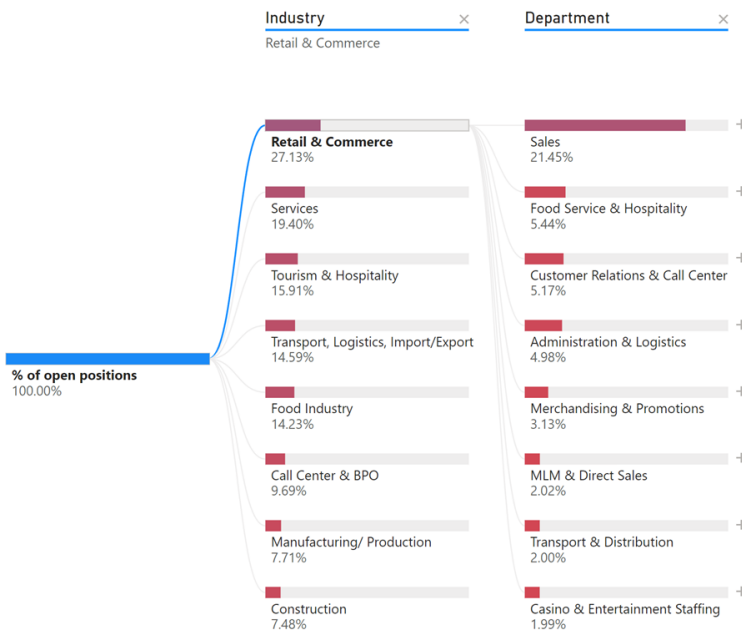 Industry
Retail & Commerce
Department
% of open positions
100.00%
Retail & Commerce
27.13%
Services
19.40%
Tourism & Hospitality
15.91%
Transport, Logistics, Import/Export
14.59%
Food Industry
14.23%
Call Center & BPO
9.69%
Manufacturing/ Production
7.71%
Construction
7.48%
Sales
21.45%
Food Service & Hospitality
5.44%
Customer Relations & Call Center
5.17%
Administration & Logistics
4.98%
Merchandising & Promotions
3.13%
MLM & Direct Sales
2.02%
Transport & Distribution
2.00%
Casino & Entertainment Staffing
1.99%